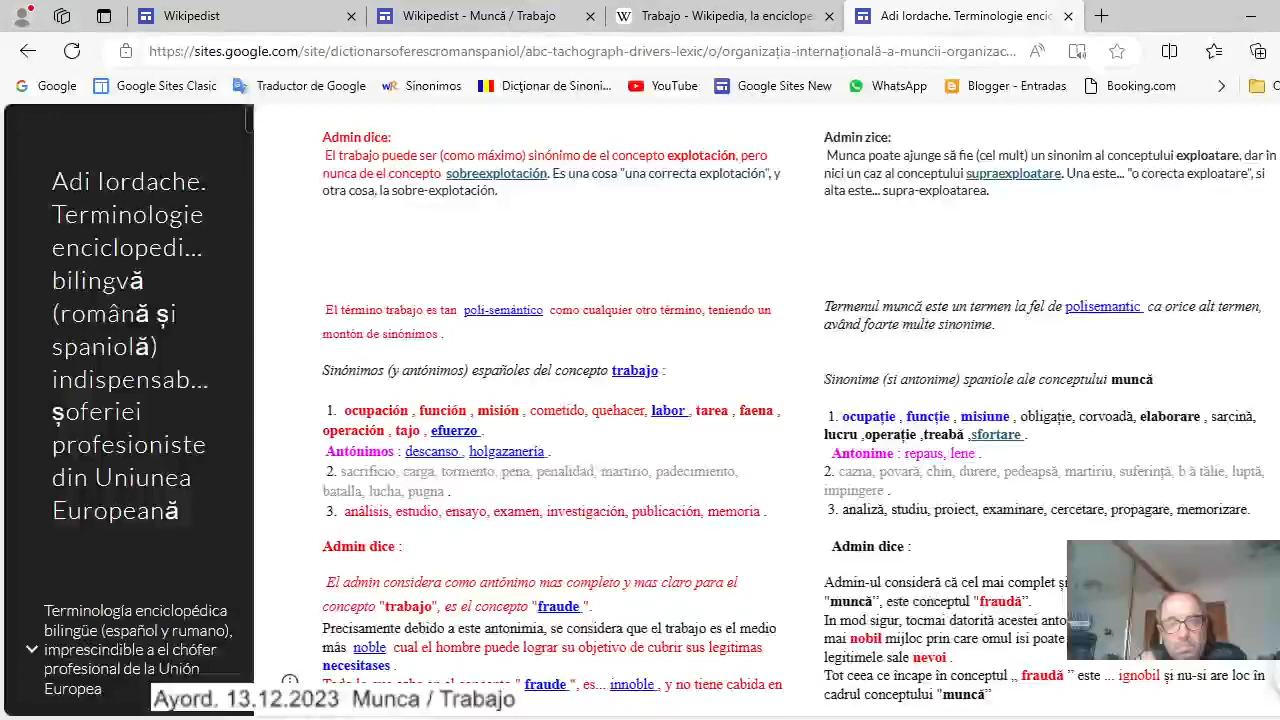 Wikipedist
Wikipedist - Muncă / Trabajo
Trabajo - Wikipedia, la enciclope
Adi Iordache. Terminologie encic
https://sites.google.com/site/dicționarsoferescromanspaniol/abc-tachograph-drivers-lexic/o/organizația-internațională-a-muncii-organizac...
Google
Google Sites Clasic
Traductor de Google
Sinónimos
Dicţionar de Sinoni...
YouTube
Google Sites New
WhatsApp
Blogger - Entradas
Booking.com
Adi Iordache.
Terminologie
enciclopedi...
bilingvă
(română și
spaniolă)
indispensab...
șoferiei
profesioniste
din Uniunea
Europeană
Terminología enciclopédica
bilingüe (español y rumano),
imprescindible a el chófer
profesional de la Unión
Europea
Admin dice:
El trabajo puede ser (como máximo) sinónimo de el concepto explotación, pero
nunca de el concepto sobreexplotación. Es una cosa "una correcta explotación", y
otra cosa, la sobre-explotación.
El término trabajo es tan poli-semántico como cualquier otro término, teniendo un
montón de sinónimos .
Sinónimos (y antónimos) españoles del concepto trabajo :
1. ocupación , función , misión , cometido, quehacer, labor , tarea , faena ,
operación , tajo , efuerzo .
Antónimos : descanso , holgazanería .
2. sacrificio, carga, tormento, pena, penalidad, martirio, padecimento,
batalla, lucha, pugna .
3. análisis, estudio, ensayo, examen, investigación, publicación, memoria .
Admin dice :
El admin considera como antónimo mas completo y mas claro para el
concepto "trabajo", es el concepto "fraude ".
Precisamente debido a este antonimia, se considera que el trabajo es el medio
más noble cual el hombre puede lograr su objetivo de cubrir sus legítimas
necesitases .
fraude ", es... innoble , y no tiene cabida en
Admin zice:
Munca poate ajunge să fie (cel mult) un sinonim al conceptului exploatare, dar în
nici un caz al conceptului supraexploatare. Una este... "o corecta exploatare", si
alta este... supra-exploatarea.
Termenul muncă este un termen la fel de polisemantic ca orice alt termen,
având foarte multe sinonime.
Sinonime (si antonime) spaniole ale conceptului muncă
1. ocupație , funcție , misiune , obligație, corvoadă, elaborare , sarcină,
lucru ,operație ,treabă ,sfortare .
Antonime : repaus, lene .
2. cazna, povară, chin, durere, pedeapsă, martiriu, suferință, b à tălie, luptă,
impingere .
3. analiză, studiu, proiect, examinare, cercetare, propagare, memorizare.
Admin dice :
Admin-ul consideră că cel mai complet și
"muncă”, este conceptul "fraudă”.
In mod sigur, tocmai datorită acestei anto
mai nobil mijloc prin care omul isi poate
legitimele sale nevoi .
Tot ceea ce încape în conceptul „ fraudă ” este ... ignobil și nu-si are loc în
cadrul conceptului "muncă”
Ayord. 13.12.2023 Munca / Trabajo